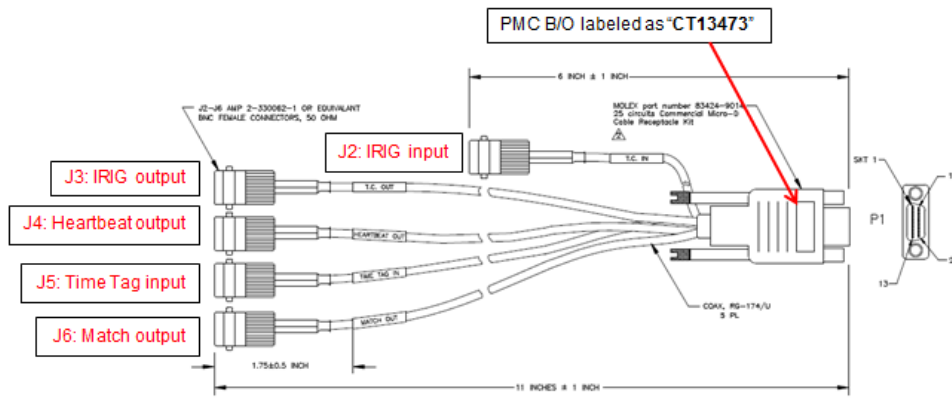 PMC B/O labeled as “CT13473”
6 INCH ± 1 INCH
J2-J6 AMP 2-330062-1 OR EQUIVALANT
BNC FEMALE CONNECTORS, 50 OHM
MOLEX part number 83424-9014
25 circuits Commercial Micro-D
Cable Receptacle Kit
2
J2: IRIG input
T.C. IN
SKT 1
1
J3: IRIG output
T.C. OUT
J4: Heartbeat output
HEARTBEAT OUT
P1
J5: Time Tag input
TIME TAG IN
2
13
J6: Match output
MATCH OUT
COAX, RG-174/U
5 PL
1.75±0.5 INCH
11 INCHES ± 1 INCH